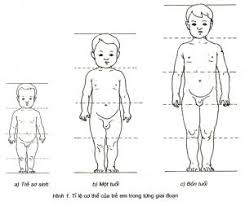 a) Trẻ sơ sinh
b) Một tuổi
c) Bốn tuổi
Hình 1. Tỉ lệ cơ thể của trẻ em trong từng giai đoạn